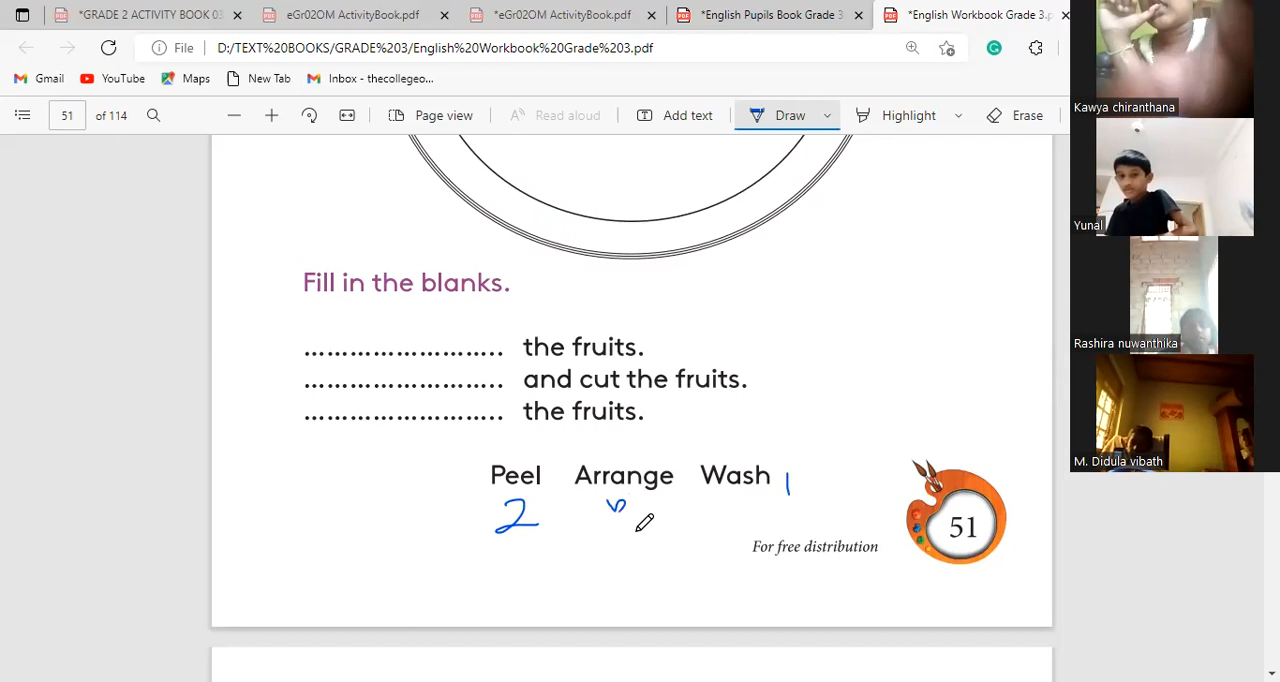 *GRADE 2 ACTIVITY BOOK 03
eGr02OM ActivityBook.pdf
*eGr02OM ActivityBook.pdf
*English Pupils Book Grade 3
*English Workbook Grade 3.p
File D:/TEXT%20BOOKS/GRADE%203/English%20Workbook%20Grade%203.pdf
Gmail YouTube Maps New Tab Inbox - thecollegeo...
51 of 114 Page view Read aloud Add text Draw Highlight Erase
Fill in the blanks.
........................ the fruits.
........................ and cut the fruits.
........................ the fruits.
Peel Arrange Wash 1
2
For free distribution
51
Kawya chiranthana
Yunal
Rashira nuwanthika
M. Didula vibath